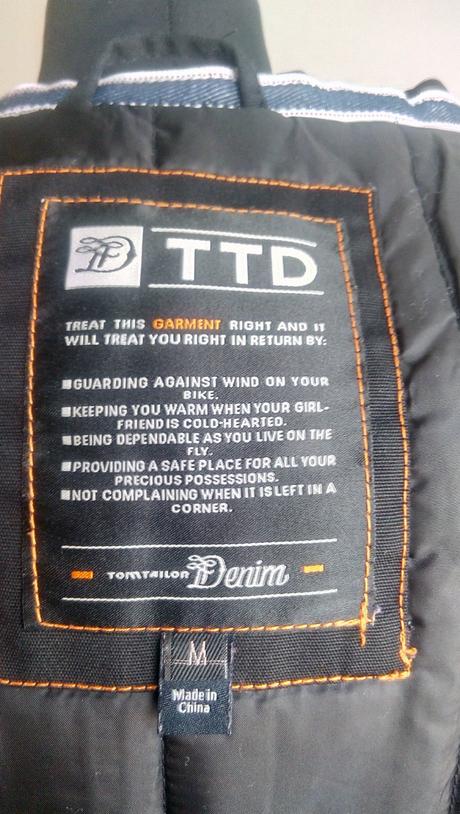 TTD
TREAT THIS GARMENT RIGHT AND IT
WILL TREAT YOU RIGHT IN RETURN BY:
■GUARDING AGAINST WIND ON YOUR
BIKE.
■KEEPING YOU WARM WHEN YOUR GIRL-
FRIEND IS COLD-HEARTED.
■BEING DEPENDABLE AS YOU LIVE ON THE
FLY.
■PROVIDING A SAFE PLACE FOR ALL YOUR
PRECIOUS POSSESSIONS.
■NOT COMPLAINING WHEN IT IS LEFT IN A
CORNER.
TOM TAILOR Denim
M
Made in
China